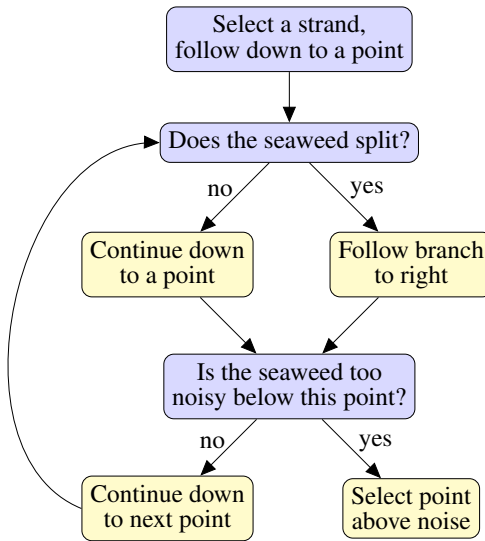 Select a strand,
follow down to a point
Does the seaweed split?
no
yes
Continue down
to a point
Follow branch
to right
Is the seaweed too
noisy below this point?
no
yes
Continue down
to next point
Select point
above noise